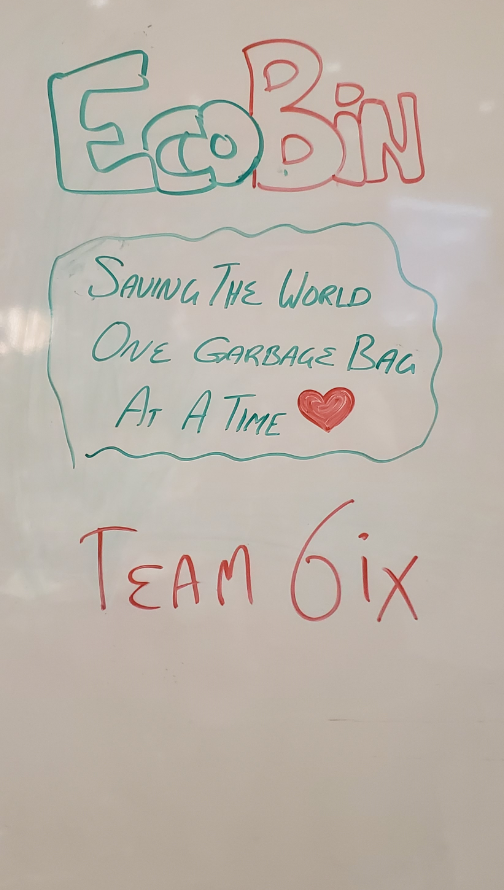 EcoBin
Saving The World
One Garbage Bag
At A Time
Team 6ix